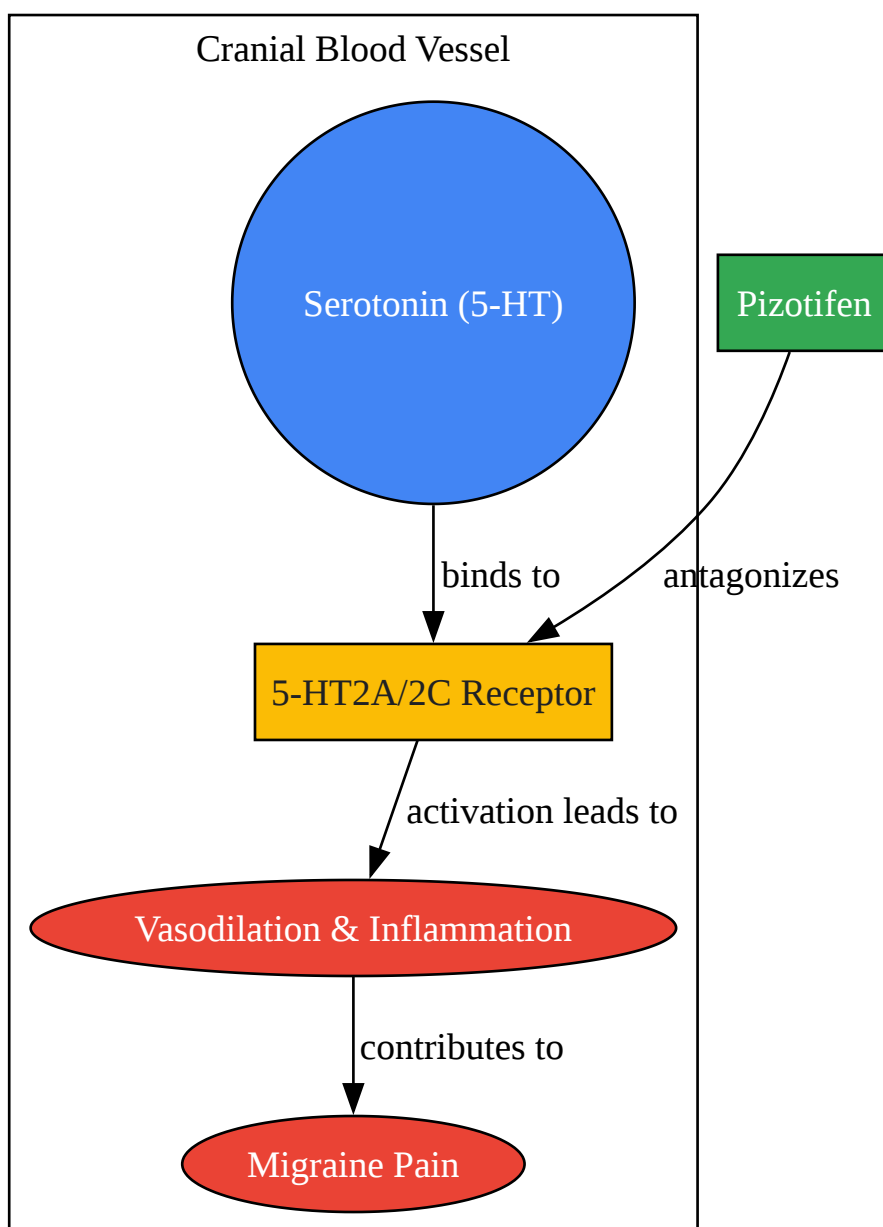 Cranial Blood Vessel
Serotonin (5-HT)
Pizotifen
binds to
antagonizes
5-HT2A/2C Receptor
activation leads to
Vasodilation & Inflammation
contributes to
Migraine Pain